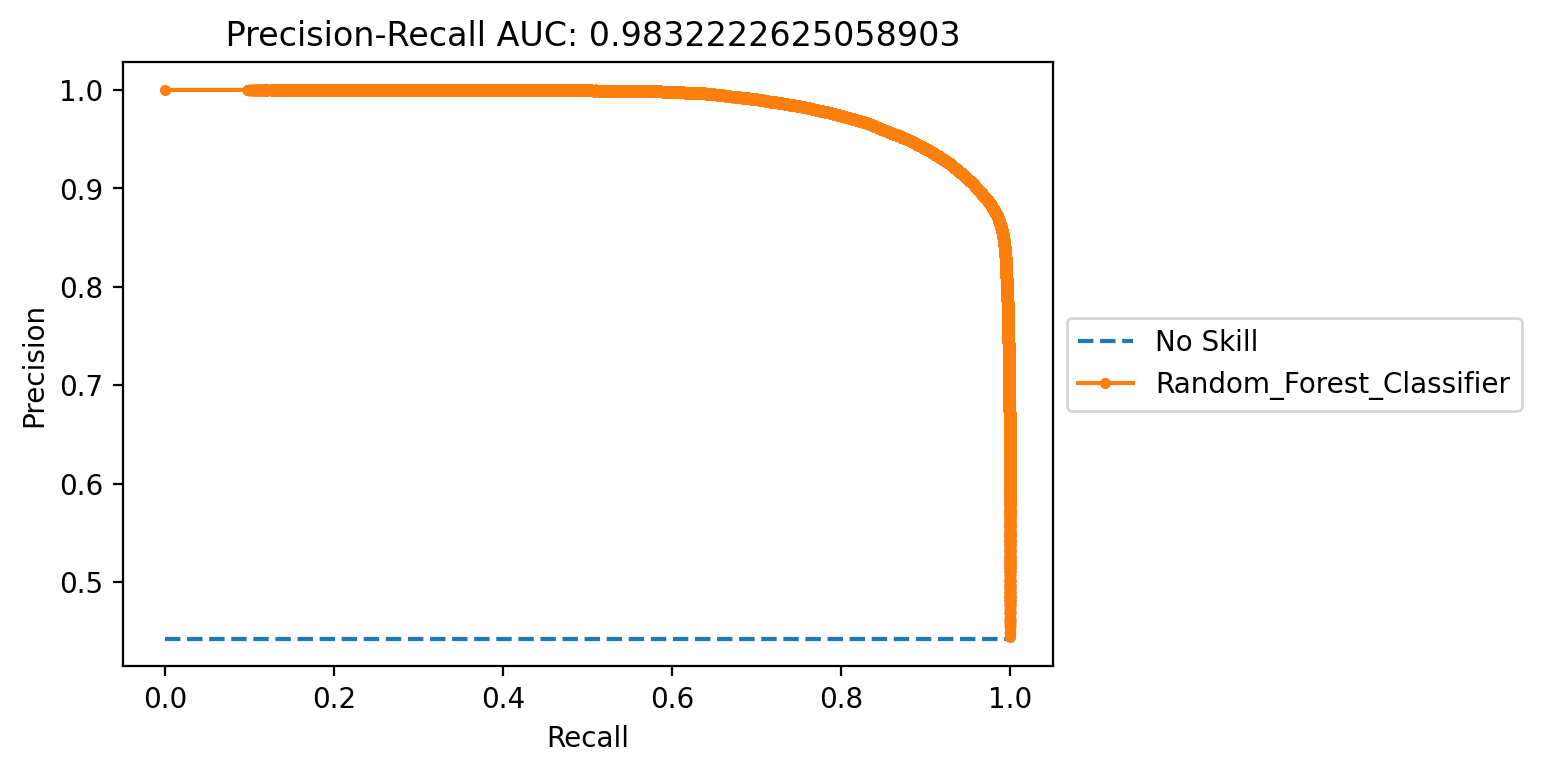 Precision-Recall AUC: 0.9832222625058903
1.0
0.9
0.8
0.7
0.6
0.5
Precision
0.0 0.2 0.4 0.6 0.8 1.0
Recall
No Skill
Random_Forest_Classifier